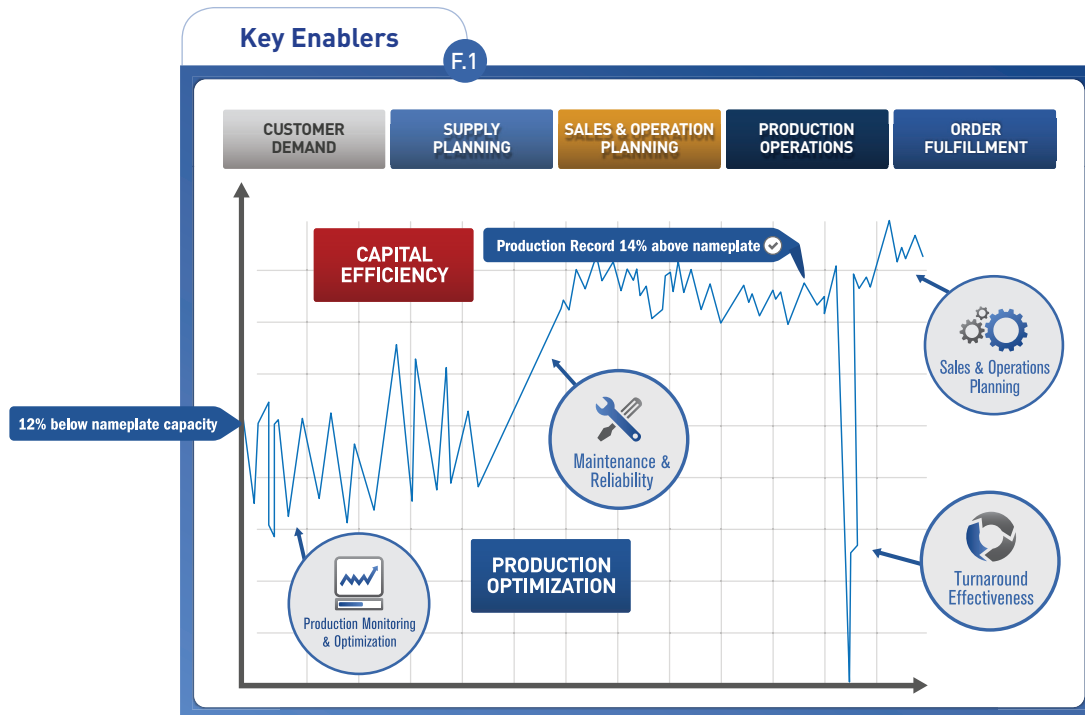 Key Enablers
F.1
CUSTOMER
DEMAND
SUPPLY
PLANNING
SALES & OPERATION
PLANNING
PRODUCTION
OPERATIONS
ORDER
FULFILLMENT
CAPITAL
EFFICIENCY
Production Record 14% above nameplate
Sales & Operations
Planning
12% below nameplate capacity
Maintenance &
Reliability
PRODUCTION
OPTIMIZATION
Turnaround
Effectiveness
Production Monitoring
& Optimization